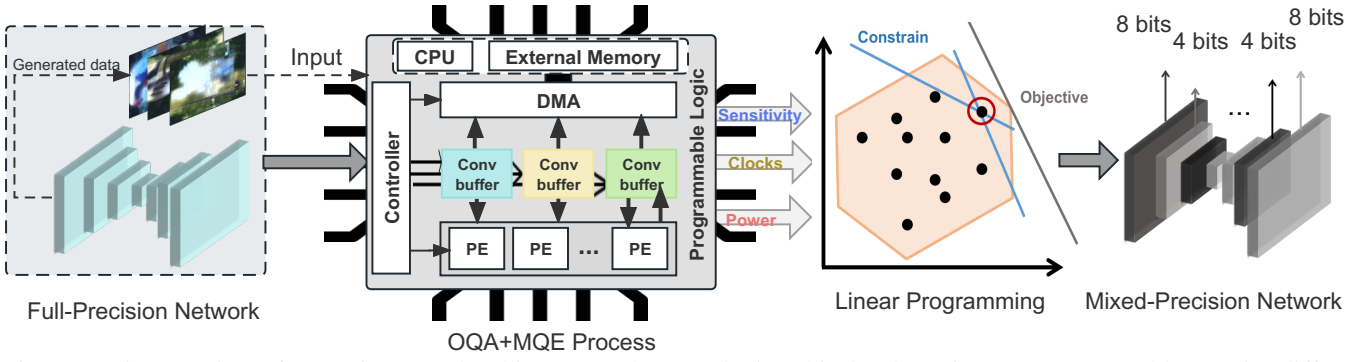 Generated data
Full-Precision Network
Input
CPU
External Memory
Controller
DMA
Programmable Logic
Conv
buffer
Conv
buffer
Conv
buffer
PE
PE
...
PE
OQA+MQE Process
Sensitivity
Clocks
Power
Constrain
Objective
Linear Programming
8 bits
4 bits
4 bits
8 bits
...
Mixed-Precision Network